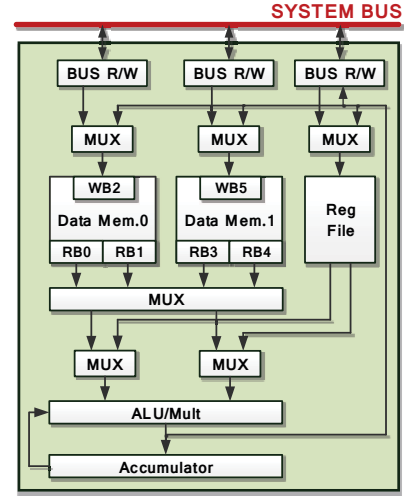 SYSTEM BUS
BUS R/W BUS R/W BUS R/W
MUX MUX MUX
WB2 WB5
Data Mem.0 Data Mem.1 Reg
File
RB0 RB1 RB3 RB4
MUX
MUX MUX
ALU/Mult
Accumulator